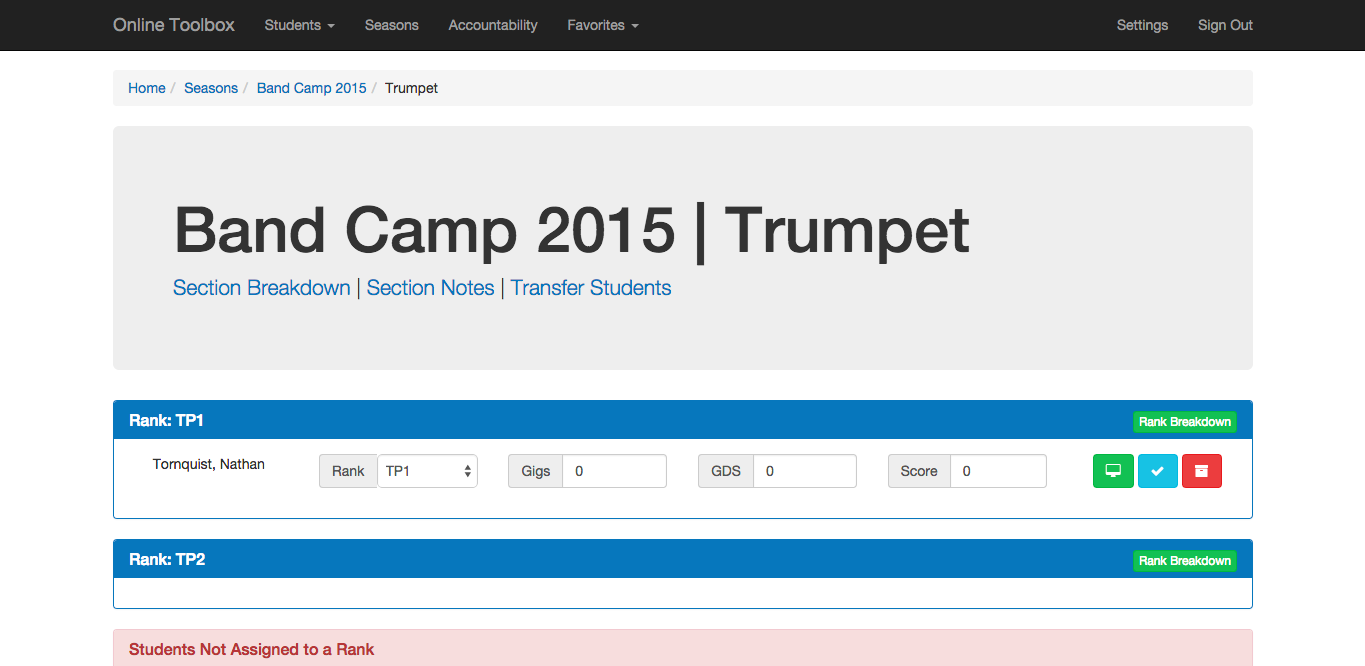 Online Toolbox Students Seasons Accountability Favorites Settings Sign Out
Home / Seasons / Band Camp 2015 / Trumpet
Band Camp 2015 | Trumpet
Section Breakdown | Section Notes | Transfer Students
Rank: TP1 Rank Breakdown
Tornquist, Nathan Rank TP1 Gigs 0 GDS 0 Score 0
Rank: TP2 Rank Breakdown
Students Not Assigned to a Rank